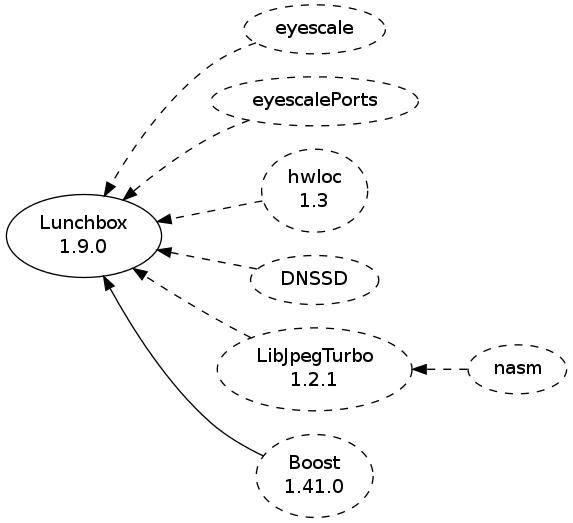 eyescale
eyescalePorts
hwloc
1.3
Lunchbox
1.9.0
DNSSD
LibJpegTurbo
1.2.1
nasm
Boost
1.41.0